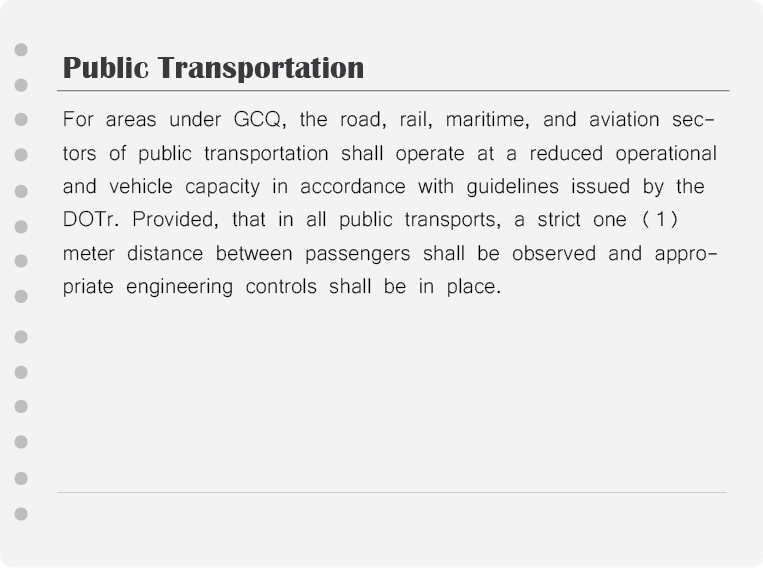 Public Transportation
For areas under GCQ, the road, rail, maritime, and aviation sec-
tors of public transportation shall operate at a reduced operational
and vehicle capacity in accordance with guidelines issued by the
DOTr. Provided, that in all public transports, a strict one (1)
meter distance between passengers shall be observed and appro-
priate engineering controls shall be in place.